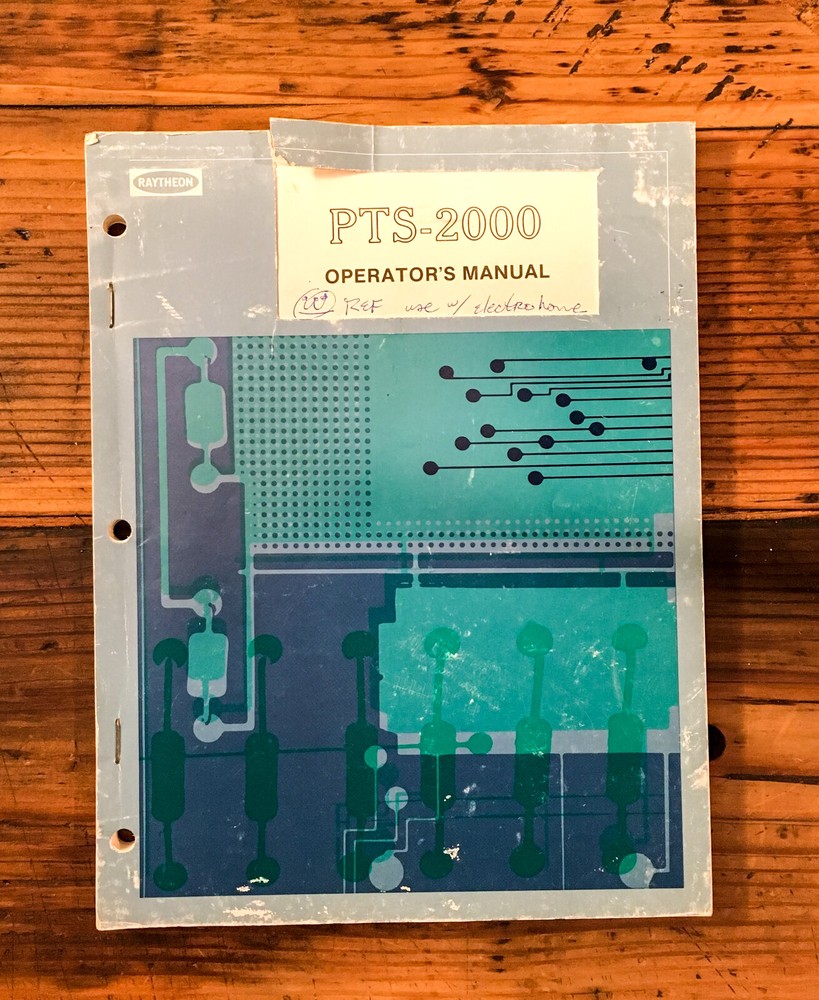 RAYTHEON
PTS-2000
OPERATOR'S MANUAL
REF use w/ electrohome